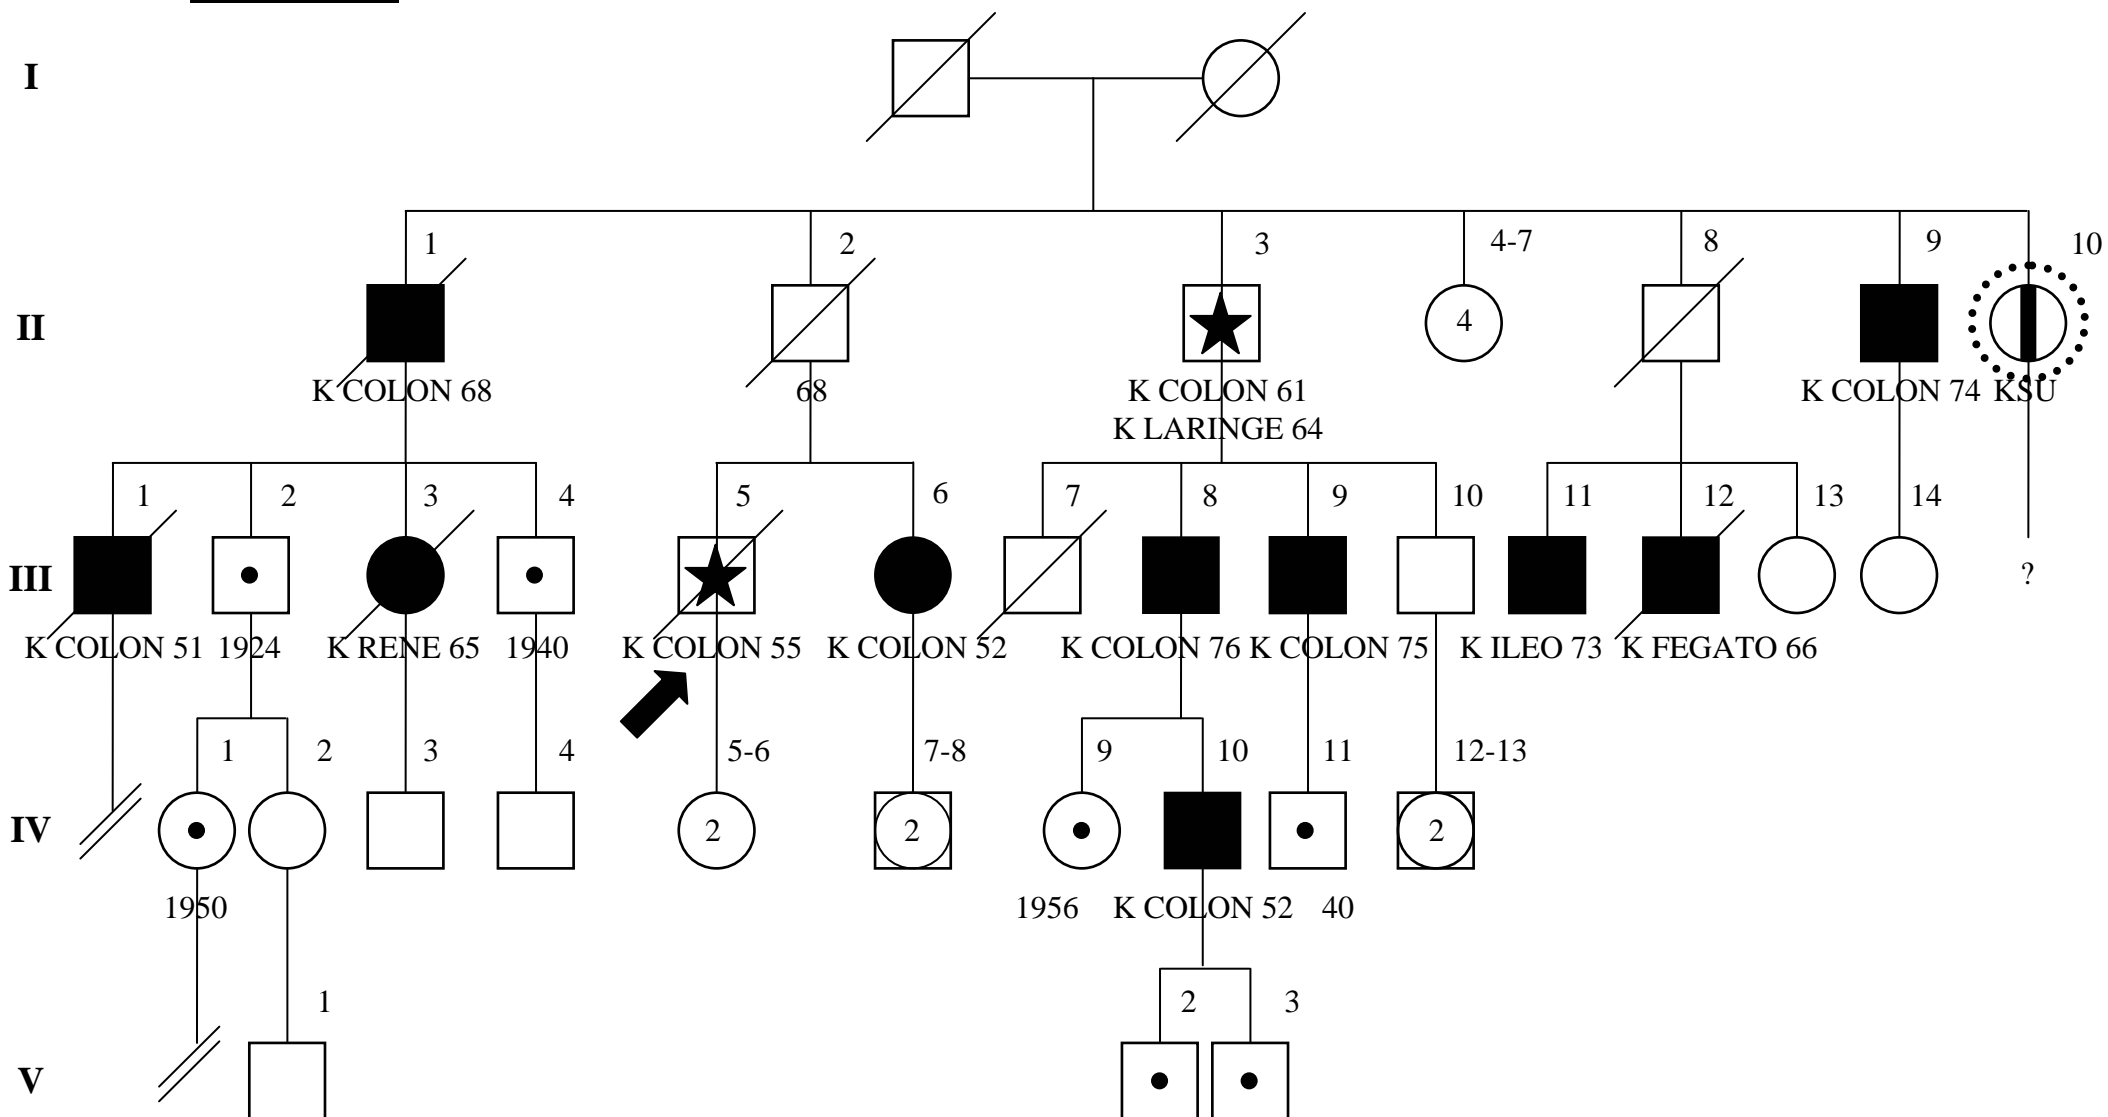 I
1 2 3 4-7 8 9 10
II 4
K COLON 68 68 K COLON 61 K COLON 74 KSU
K LARINGE 64
1 2 3 4 5 6 7 8 9 10 11 12 13 14
III ?
K COLON 51 1924 K RENE 65 1940 K COLON 55 K COLON 52 K COLON 76 K COLON 75 K ILEO 73 K FEGATO 66
1 2 3 4 5-6 7-8 9 10 11 12-13
IV 2 2 2
1950 1956 K COLON 52 40
1 2 3
V